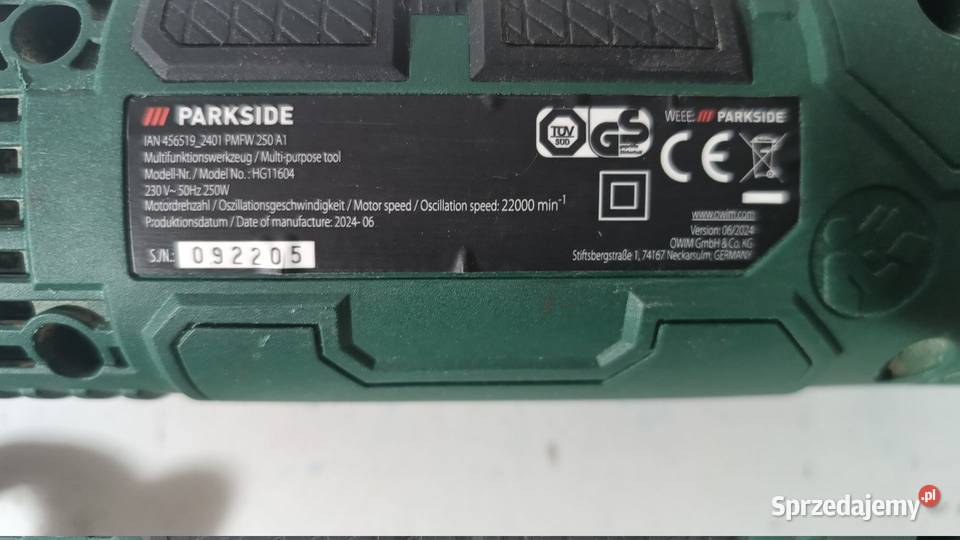 PARKSIDE
IAN 456519_2401 PMFW 250 A1
Multifunktionswerkzeug / Multi-purpose tool
Modell-Nr./ Model No.: HG11604
230 V~ 50Hz 250W
Motordrehzahl / Oszillationsgeschwindigkeit / Motor speed / Oscillation speed: 22000 min⁻¹
Produktionsdatum / Date of manufacture: 2024-06
S./N.: 092205
TÜV
SÜD
GS
WEEE: PARKSIDE
CE
www.owim.com
Version: 06/2024
OWIM GmbH & Co. KG
Stiftsbergstraße 1, 74167 Neckarsulm, GERMANY
Sprzedajemy.pl